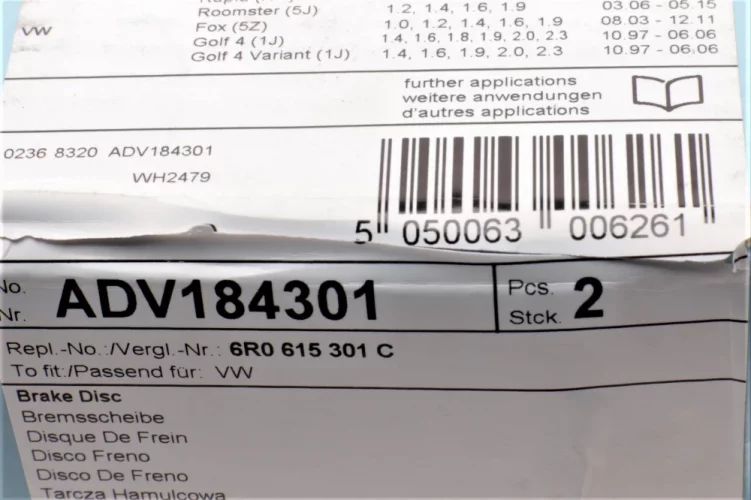 Roomster (5J) 1.2, 1.4, 1.6, 1.9 03.06 - 05.15
VW Fox (5Z) 1.0, 1.2, 1.4, 1.6, 1.9 08.03 - 12.11
Golf 4 (1J) 1.4, 1.6, 1.8, 1.9, 2.0, 2.3 10.97 - 06.06
Golf 4 Variant (1J) 1.4, 1.6, 1.9, 2.0, 2.3 10.97 - 06.06
further applications
weitere anwendungen
d'autres applications
0236 8320 ADV184301
WH2479
5 050063 006261
No.
Nr. ADV184301
Pcs.
Stck. 2
Repl.-No.:/Vergl.-Nr.: 6R0 615 301 C
To fit:/Passend für: VW
Brake Disc
Bremsscheibe
Disque De Frein
Disco Freno
Disco De Freno
Tarcza Hamulcowa